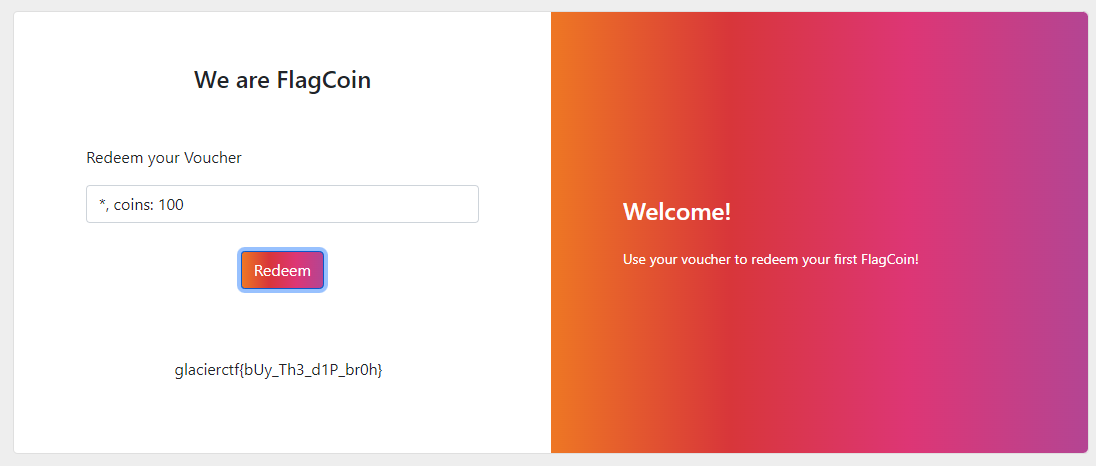 We are FlagCoin
Redeem your Voucher
*, coins: 100
Redeem
glacierctf{bUy_Th3_d1P_br0h}
Welcome!
Use your voucher to redeem your first FlagCoin!